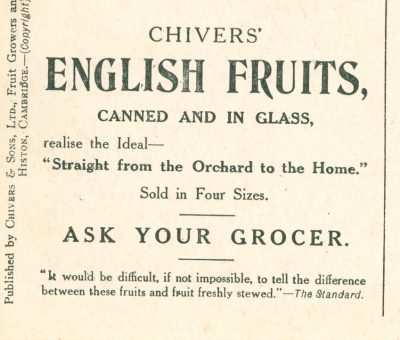 CHIVERS'
ENGLISH FRUITS,
CANNED AND IN GLASS,
realise the Ideal—
"Straight from the Orchard to the Home."
Sold in Four Sizes.
ASK YOUR GROCER.
"It would be difficult, if not impossible, to tell the difference
between these fruits and fruit freshly stewed."—The Standard.
Published by CHIVERS & SONS, LTD., Fruit Growers and
HISTON, CAMBRIDGE.—(Copyright)